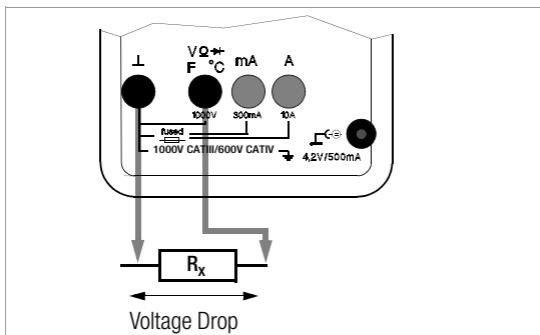 ⊥ VΩ mA A
F °C
1000V 300mA 10A
fused
1000V CATIII/600V CATIV
4,2V/500mA
Rx
Voltage Drop